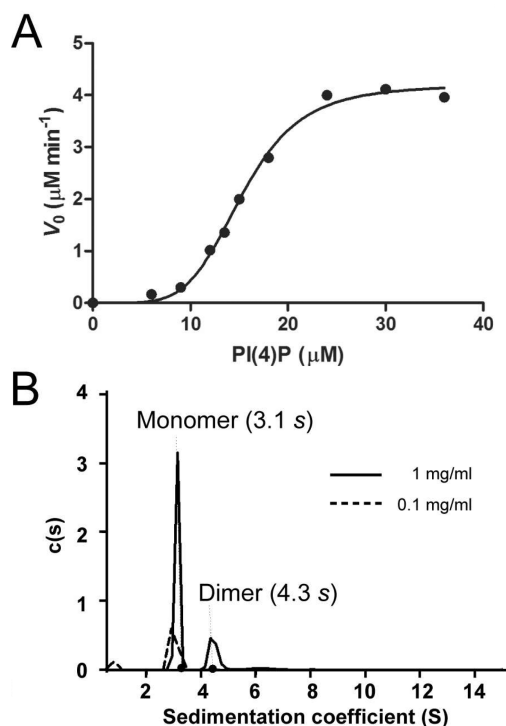 A
5
4
3
2
1
0
V₀ (μM min⁻¹)
0 10 20 30 40
PI(4)P (μM)
B
4
3
2
1
0
c(s)
Monomer (3.1 s)
Dimer (4.3 s)
1 mg/ml
0.1 mg/ml
2 4 6 8 10 12 14
Sedimentation coefficient (S)